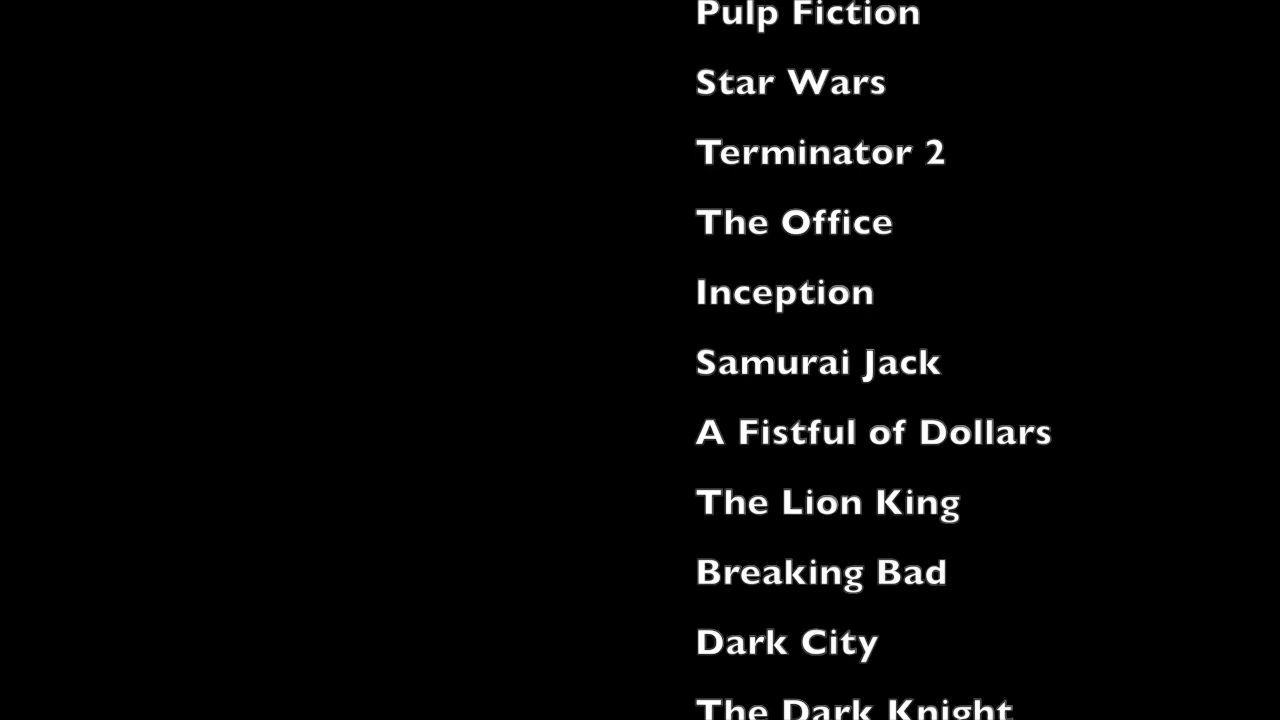 Pulp Fiction
Star Wars
Terminator 2
The Office
Inception
Samurai Jack
A Fistful of Dollars
The Lion King
Breaking Bad
Dark City
The Dark Knight